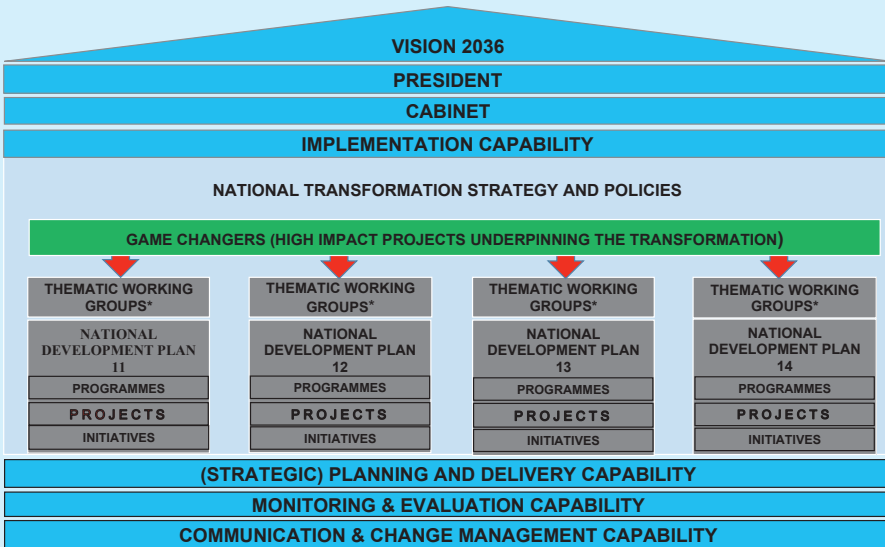 VISION 2036
PRESIDENT
CABINET
IMPLEMENTATION CAPABILITY
NATIONAL TRANSFORMATION STRATEGY AND POLICIES
GAME CHANGERS (HIGH IMPACT PROJECTS UNDERPINNING THE TRANSFORMATION)
THEMATIC WORKING
GROUPS*
NATIONAL
DEVELOPMENT PLAN
11
PROGRAMMES
PROJECTS
INITIATIVES
THEMATIC WORKING
GROUPS*
NATIONAL
DEVELOPMENT PLAN
12
PROGRAMMES
PROJECTS
INITIATIVES
THEMATIC WORKING
GROUPS*
NATIONAL
DEVELOPMENT PLAN
13
PROGRAMMES
PROJECTS
INITIATIVES
THEMATIC WORKING
GROUPS*
NATIONAL
DEVELOPMENT PLAN
14
PROGRAMMES
PROJECTS
INITIATIVES
(STRATEGIC) PLANNING AND DELIVERY CAPABILITY
MONITORING & EVALUATION CAPABILITY
COMMUNICATION & CHANGE MANAGEMENT CAPABILITY